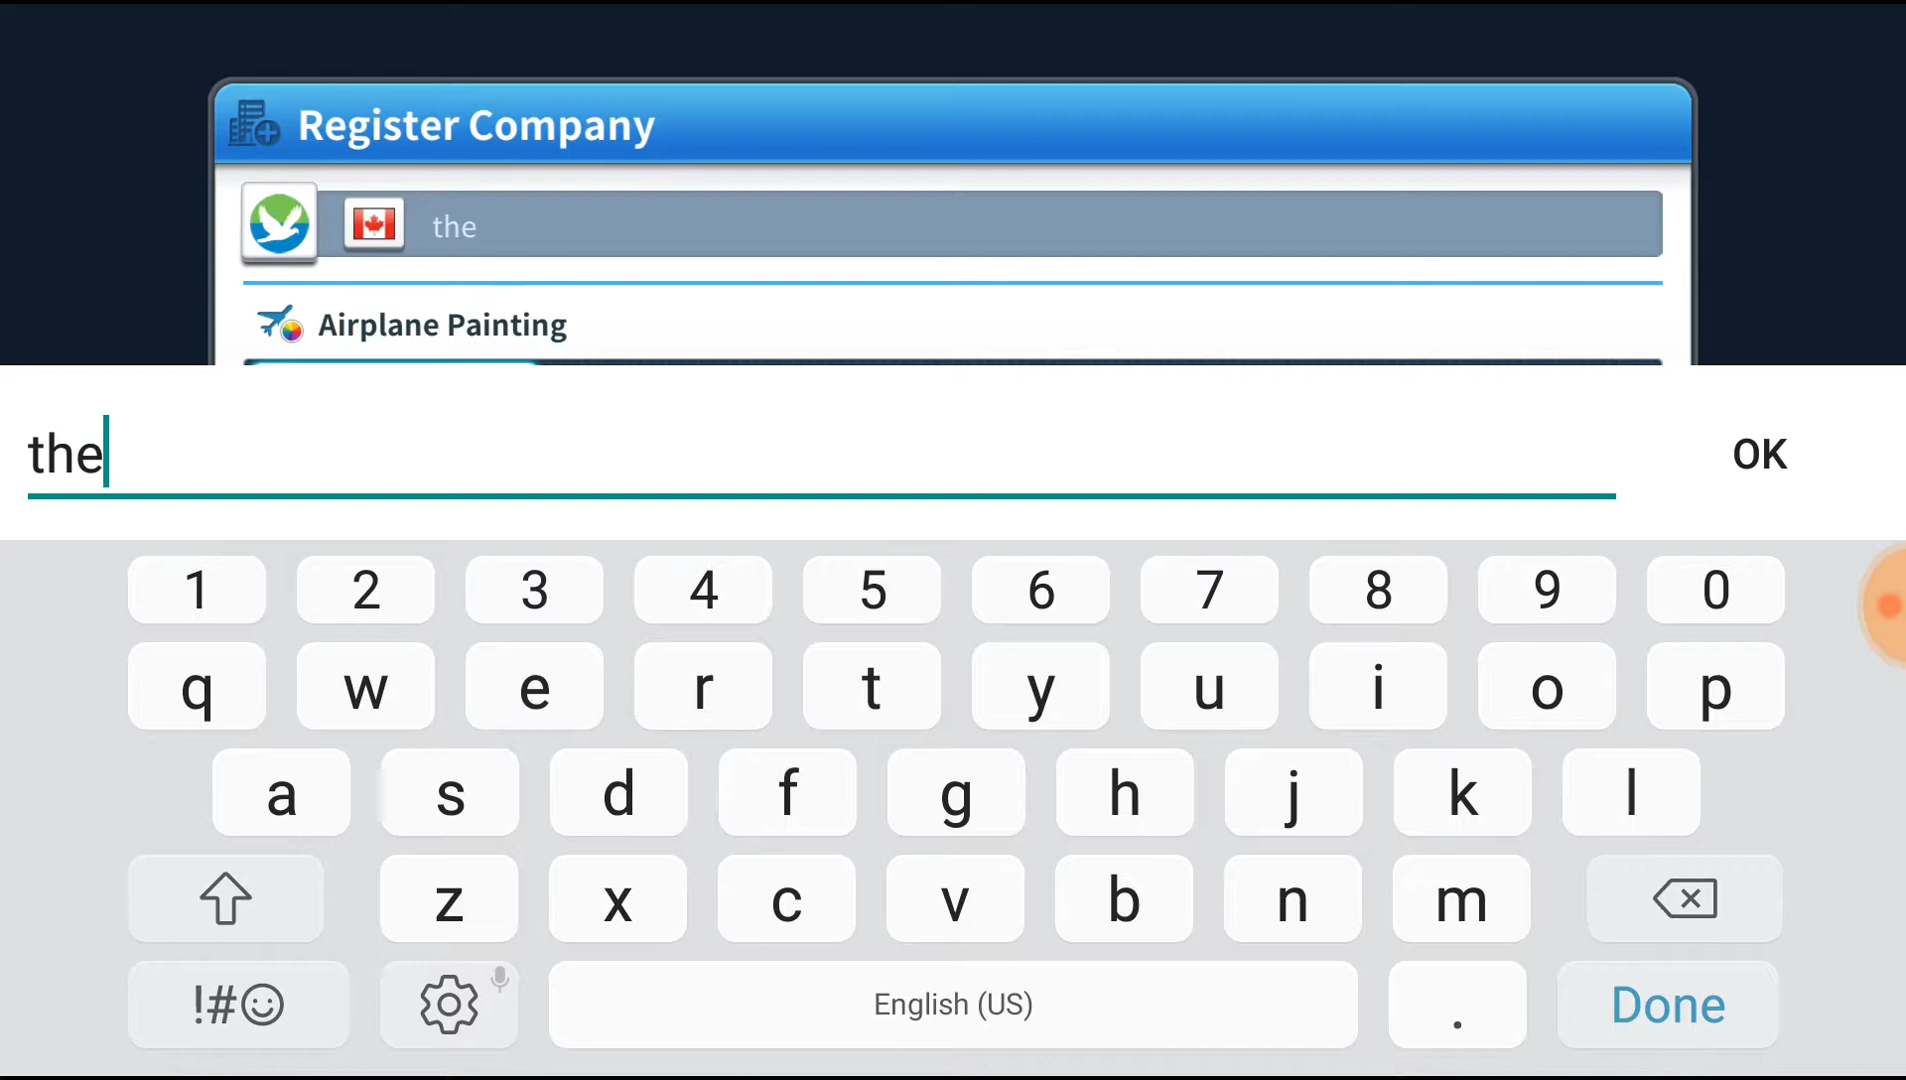 Register Company
the
Airplane Painting
the
OK
1 2 3 4 5 6 7 8 9 0
q w e r t y u i o p
a s d f g h j k l
z x c v b n m
!#☺ English (US) . Done